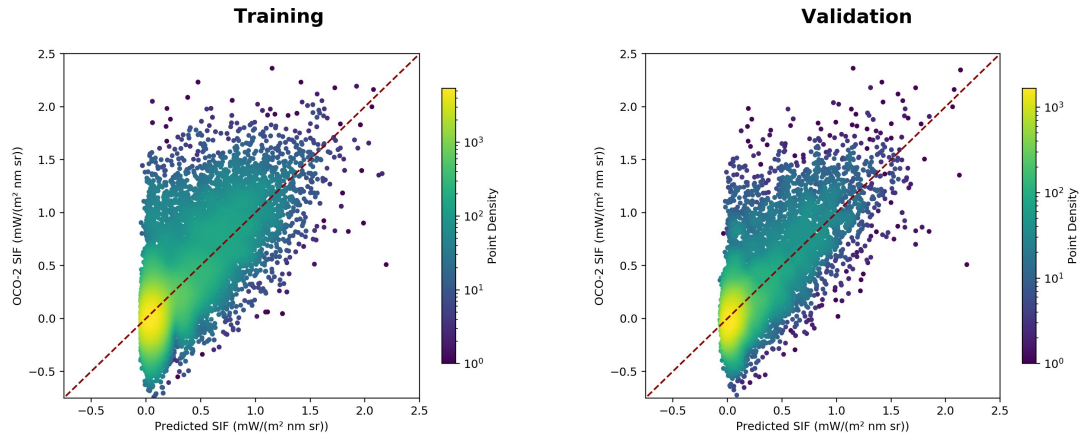 Training
2.5
2.0
1.5
1.0
0.5
0.0
−0.5
OCO-2 SIF (mW/(m² nm sr))
−0.5 0.0 0.5 1.0 1.5 2.0 2.5
Predicted SIF (mW/(m² nm sr))
10³
10²
10¹
10⁰
Point Density
Validation
2.5
2.0
1.5
1.0
0.5
0.0
−0.5
OCO-2 SIF (mW/(m² nm sr))
−0.5 0.0 0.5 1.0 1.5 2.0 2.5
Predicted SIF (mW/(m² nm sr))
10³
10²
10¹
10⁰
Point Density